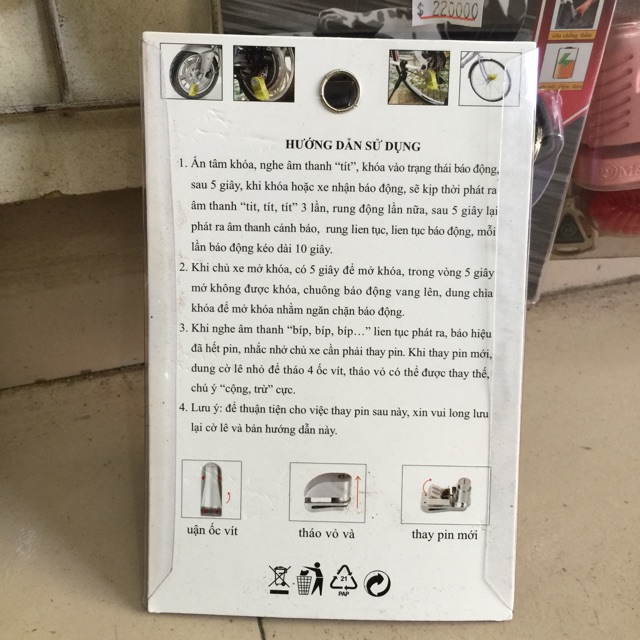 $ 220000
HƯỚNG DẪN SỬ DỤNG
1. Ấn tâm khóa, nghe âm thanh “tít”, khóa vào trạng thái báo động,
sau 5 giây, khi khóa hoặc xe nhận báo động, sẽ kịp thời phát ra
âm thanh “tit, tít, tít” 3 lần, rung động lần nữa, sau 5 giây lại
phát ra âm thanh cảnh báo, rung lien tục, lien tục báo động, mỗi
lần báo động kéo dài 10 giây.
2. Khi chủ xe mở khóa, có 5 giây để mở khóa, trong vòng 5 giây
mở không được khóa, chuông báo động vang lên, dung chìa
khóa để mở khóa nhằm ngăn chặn báo động.
3. Khi nghe âm thanh “bíp, bíp, bíp…” lien tục phát ra, báo hiệu
đã hết pin, nhắc nhở chủ xe cần phải thay pin. Khi thay pin mới,
dung cờ lê nhỏ để tháo 4 ốc vít, tháo vỏ có thể được thay thế,
chú ý “cộng, trừ” cực.
4. Lưu ý: để thuận tiện cho việc thay pin sau này, xin vui long lưu
lại cờ lê và bản hướng dẫn này.
uận ốc vít
tháo vỏ và
thay pin mới
21
PAP